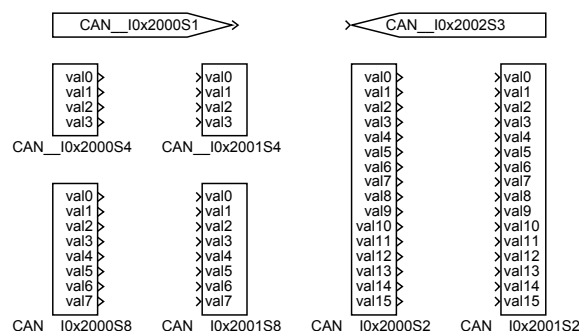 CAN__I0x2000S1
CAN__I0x2002S3
val0
val1
val2
val3
CAN__I0x2000S4
val0
val1
val2
val3
CAN__I0x2001S4
val0
val1
val2
val3
val4
val5
val6
val7
CAN__I0x2000S8
val0
val1
val2
val3
val4
val5
val6
val7
CAN__I0x2001S8
val0
val1
val2
val3
val4
val5
val6
val7
val8
val9
val10
val11
val12
val13
val14
val15
CAN__I0x2000S2
val0
val1
val2
val3
val4
val5
val6
val7
val8
val9
val10
val11
val12
val13
val14
val15
CAN__I0x2001S2